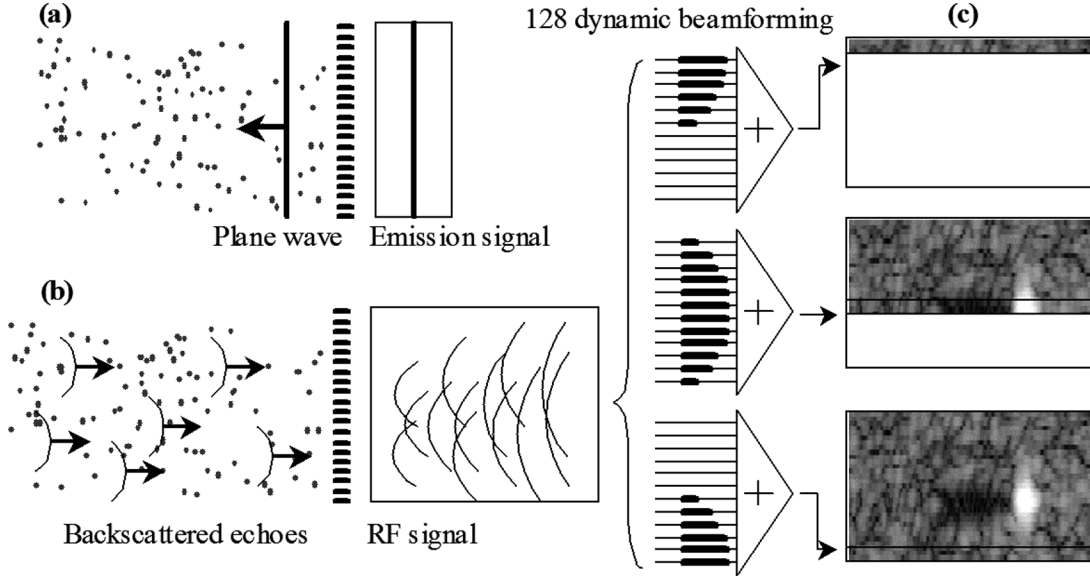 (a)
128 dynamic beamforming
(c)
Plane wave
Emission signal
(b)
Backscattered echoes
RF signal